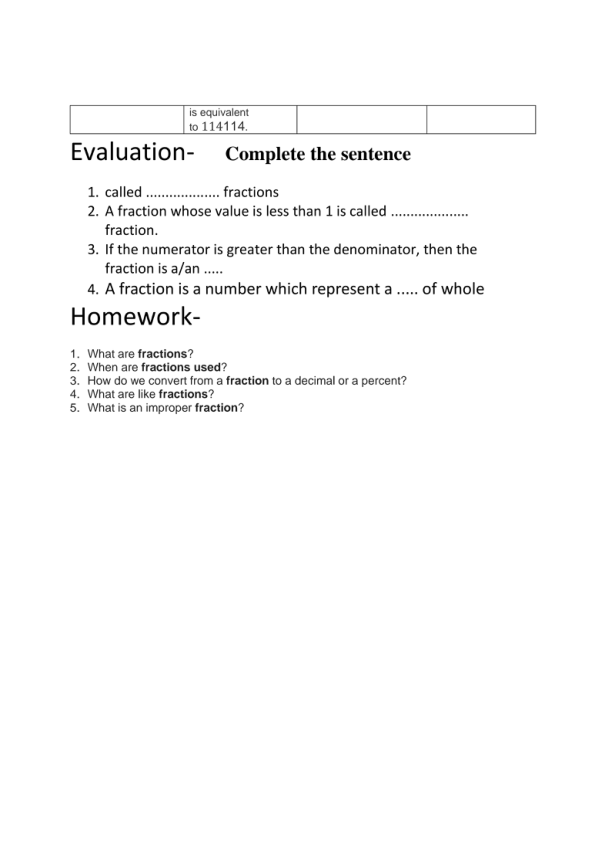 is equivalent
to 114114.
Evaluation- Complete the sentence
1. called ................... fractions
2. A fraction whose value is less than 1 is called ....................
fraction.
3. If the numerator is greater than the denominator, then the
fraction is a/an .....
4. A fraction is a number which represent a ..... of whole
Homework-
1. What are fractions?
2. When are fractions used?
3. How do we convert from a fraction to a decimal or a percent?
4. What are like fractions?
5. What is an improper fraction?